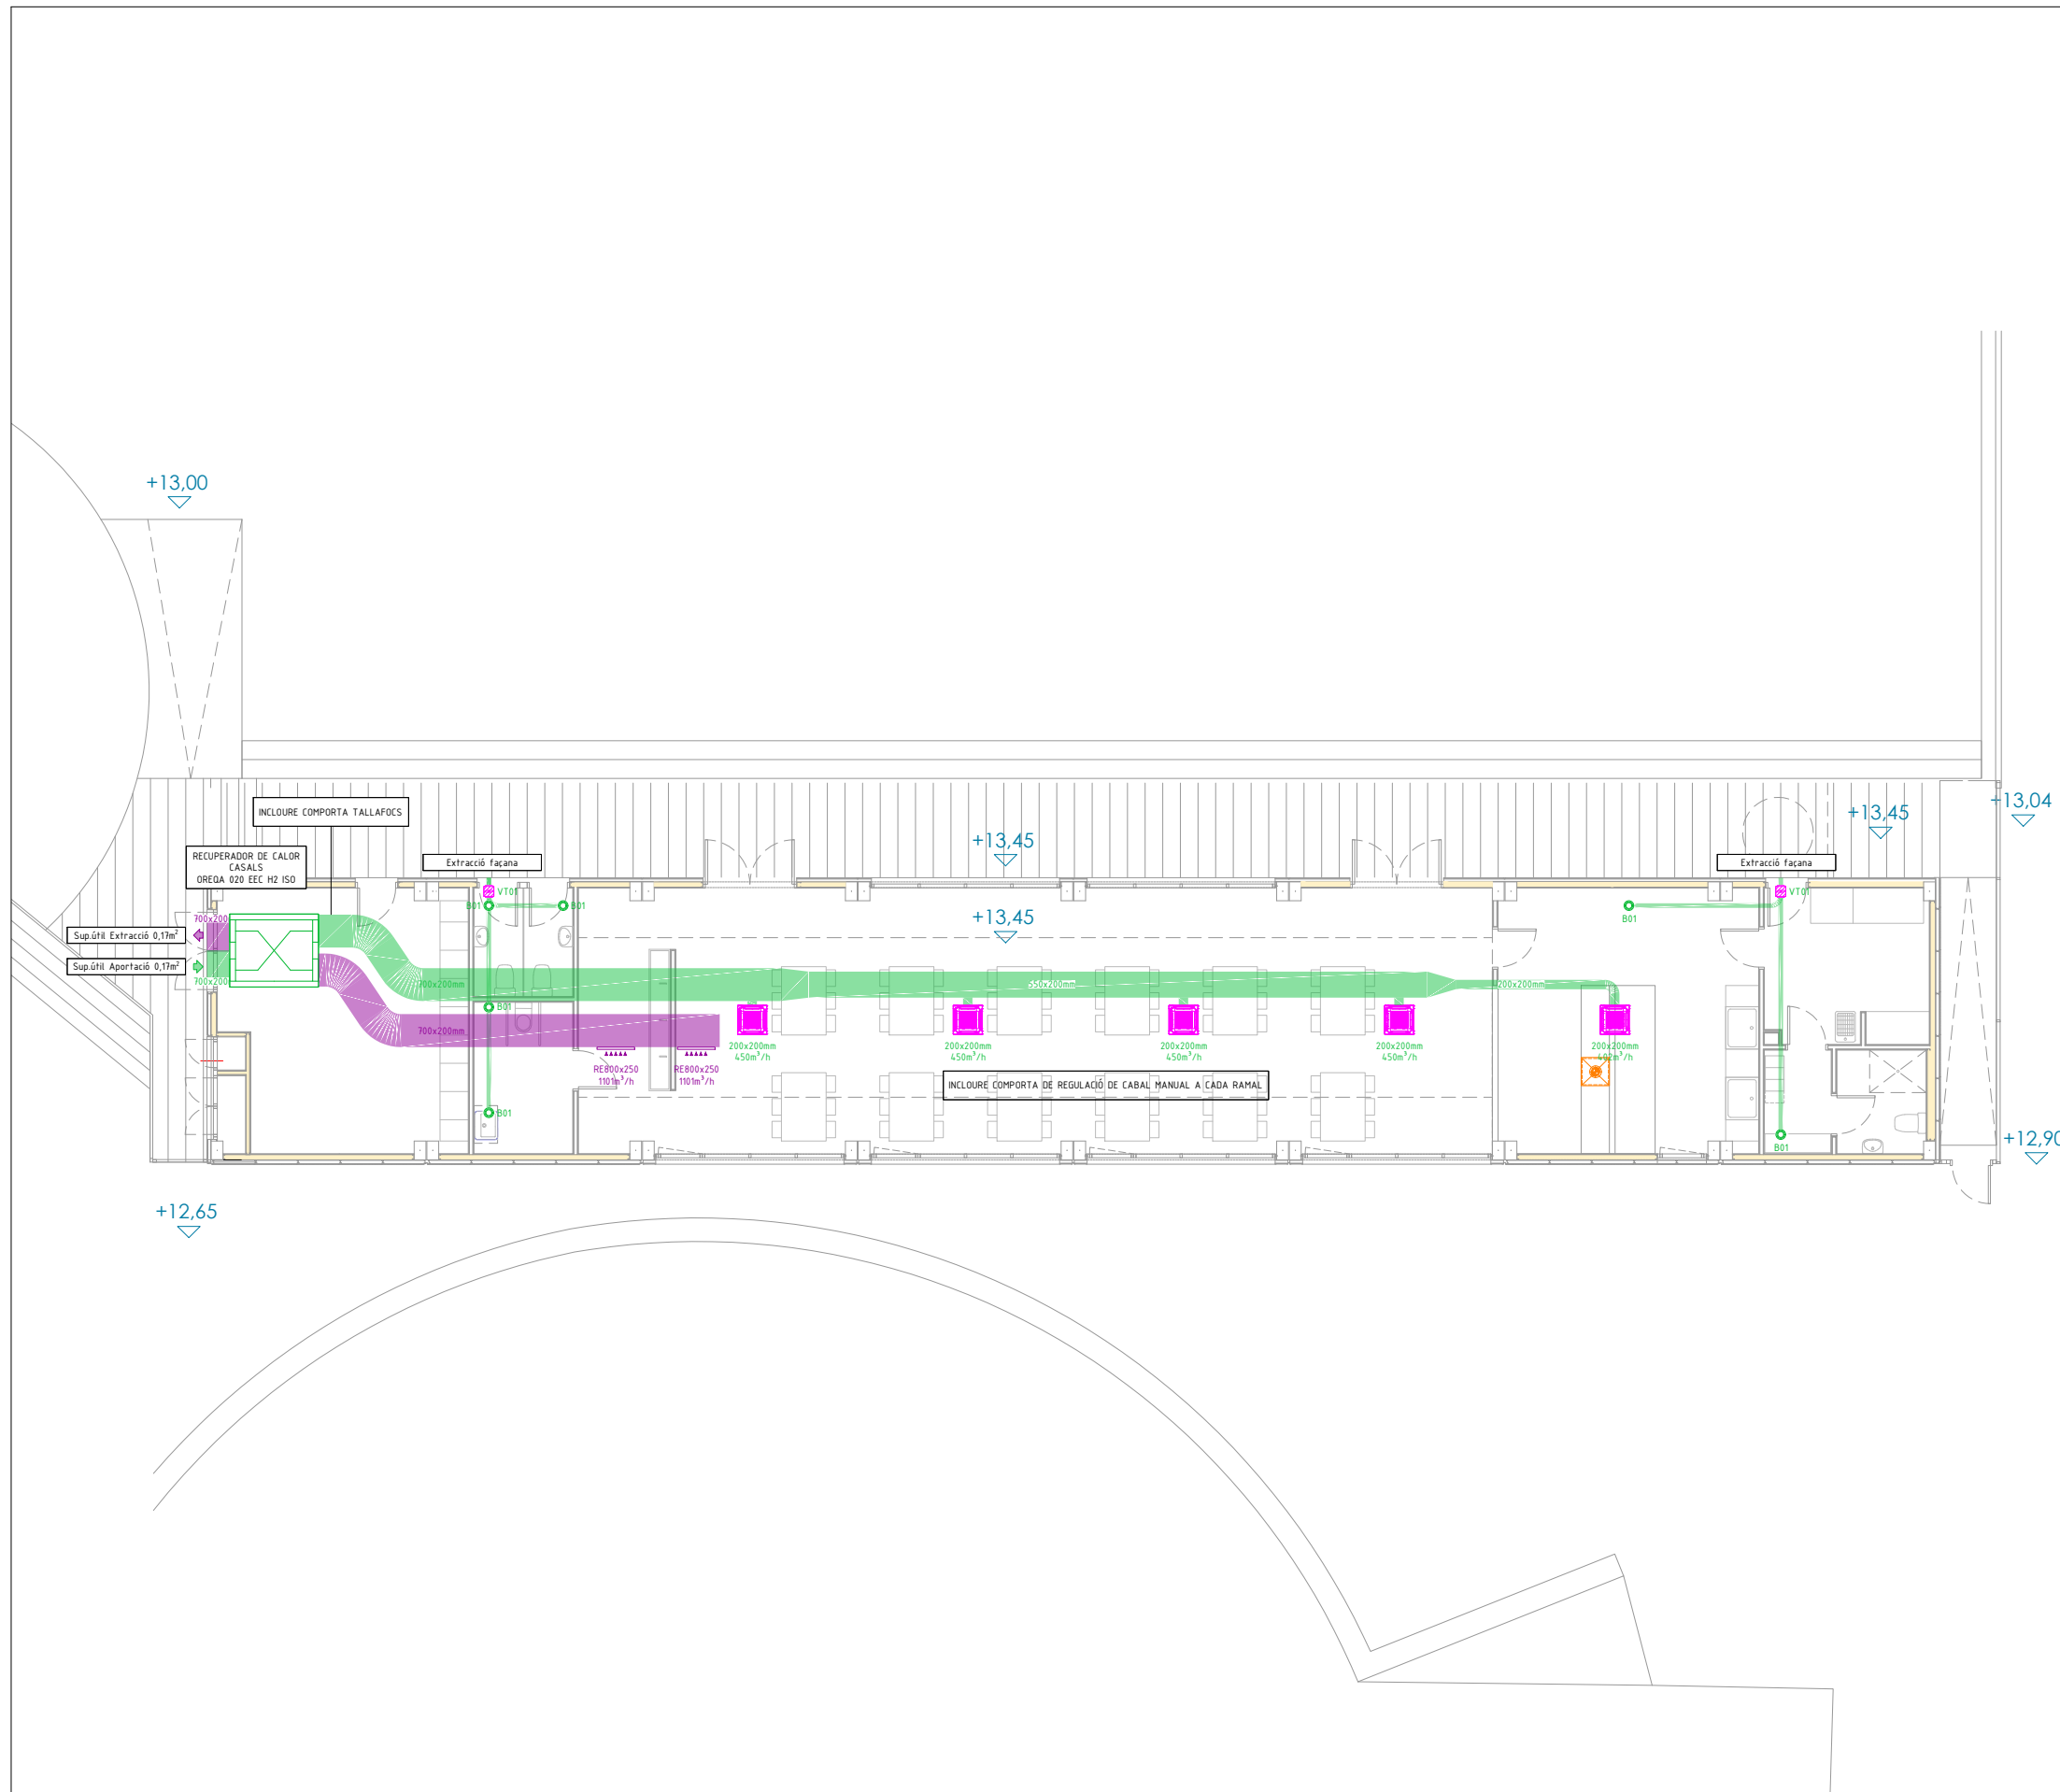 +13,00
+13,04
+13,45
+13,45
INCLOURE COMPORTA TALLAFOCS
RECUPERADOR DE CALOR
CASALS
OREQA 020 EEC H2 ISO
Extracció façana
Extracció façana
VT01
VT01
B01
B01
B01
700x200
Sup.útil Extracció 0,17m²
+13,45
Sup.útil Aportació 0,17m²
700x200
700x200mm
550x200mm
200x200mm
B01
700x200mm
200x200mm
450m³/h
200x200mm
450m³/h
200x200mm
450m³/h
200x200mm
450m³/h
200x200mm
RE800x250
1101m³/h
RE800x250
1101m³/h
INCLOURE COMPORTA DE REGULACIÓ DE CABAL MANUAL A CADA RAMAL
B01
B01
+12,90
+12,65